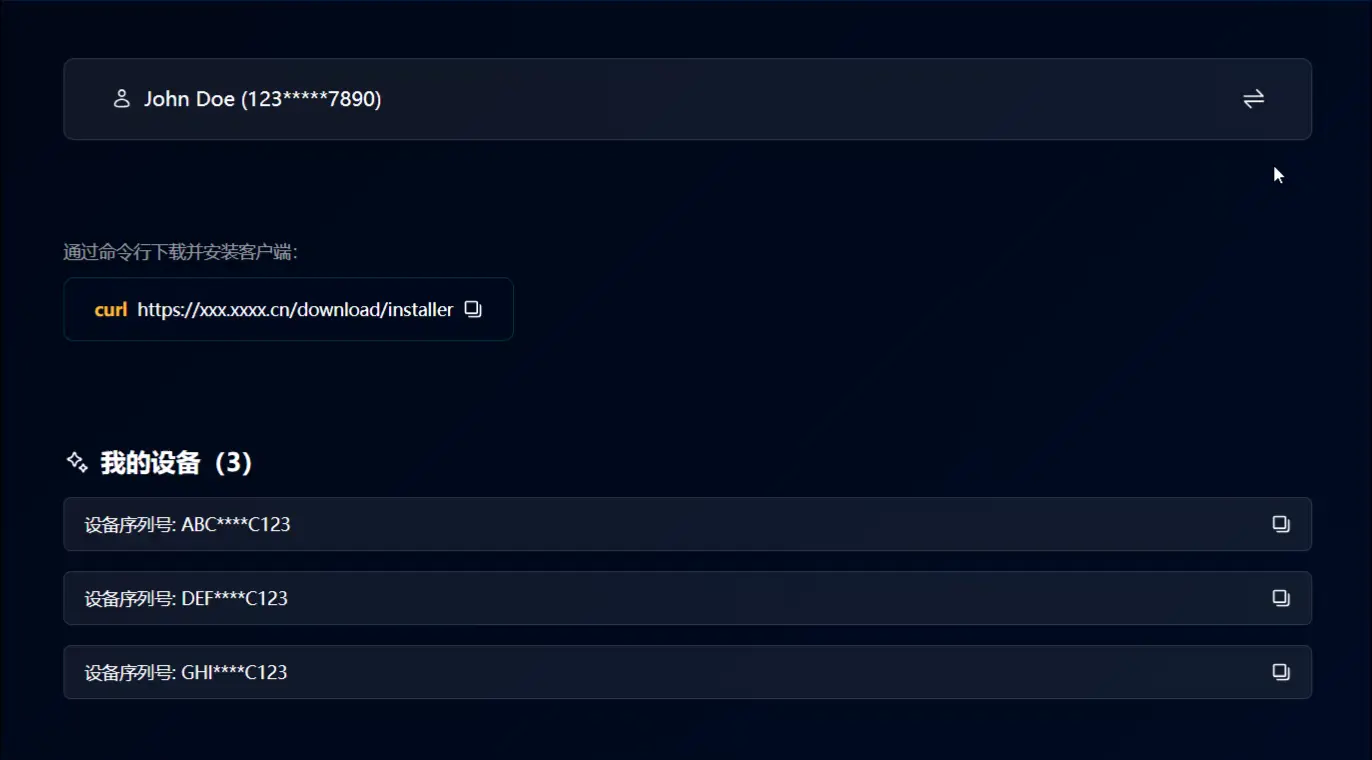 John Doe (123*****7890)
通过命令行下载并安装客户端:
curl https://xxx.xxxx.cn/download/installer
我的设备（3）
设备序列号: ABC****C123
设备序列号: DEF****C123
设备序列号: GHI****C123